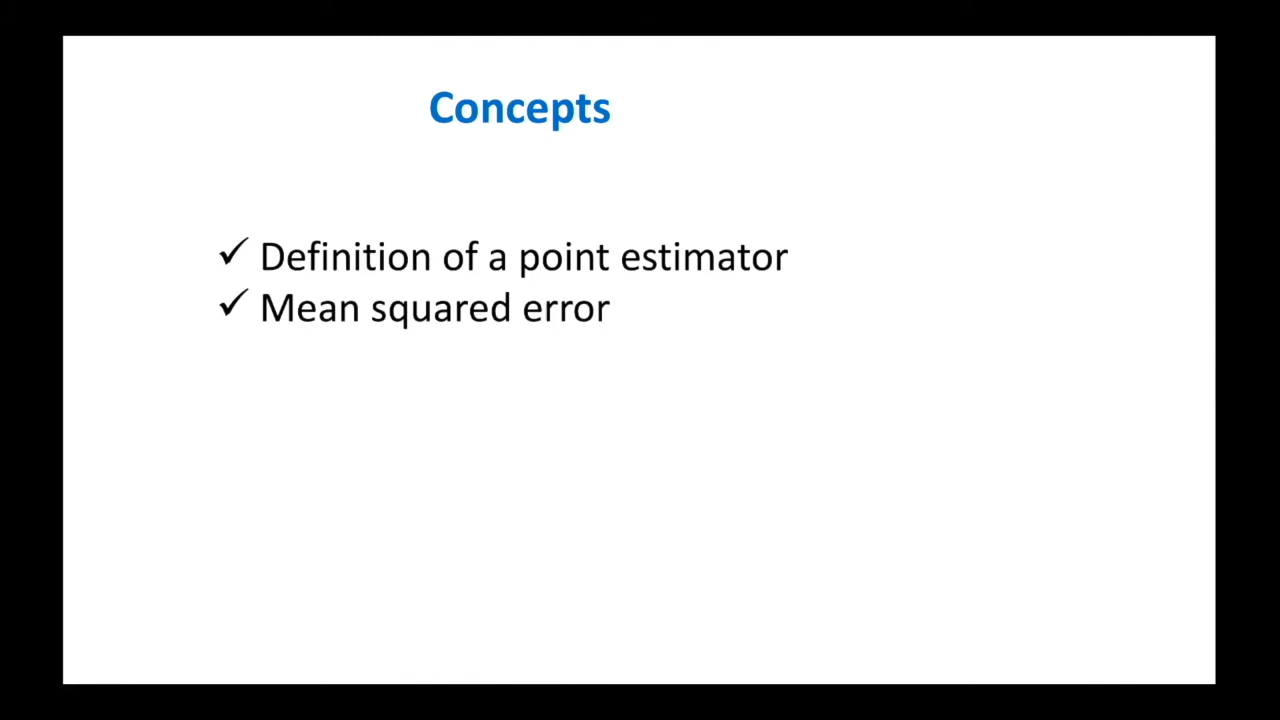 Concepts
✓ Definition of a point estimator
✓ Mean squared error